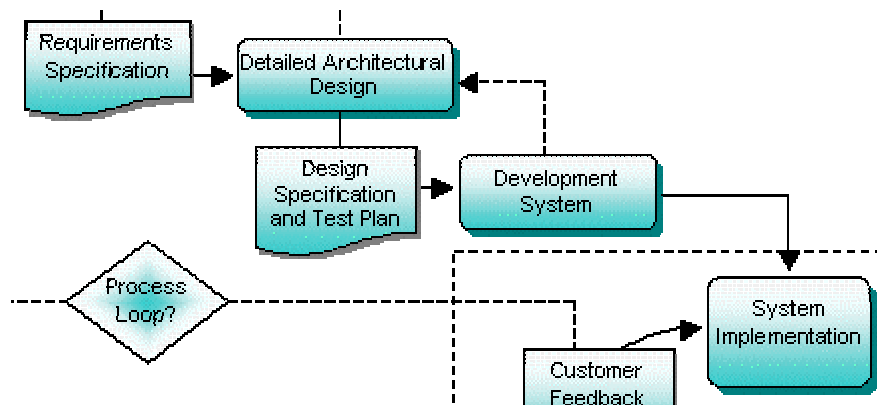 Requirements
Specification
Detailed Architectural
Design
Design
Specification
and Test Plan
Development
System
Process
Loop?
System
Implementation
Customer
Feedback